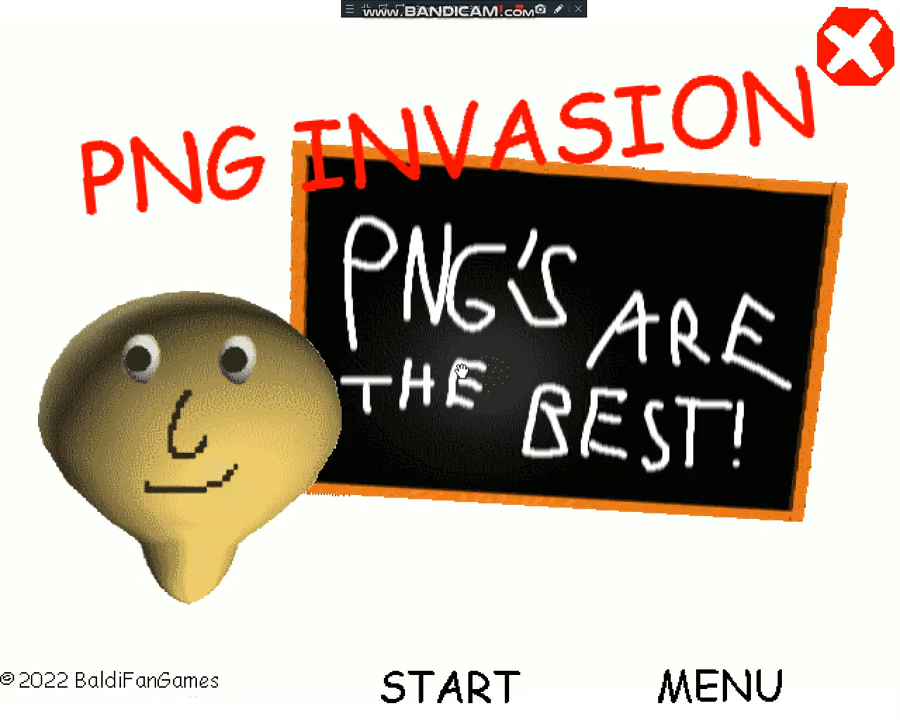 www.BANDICAM.com
PNG INVASION
PNG'S ARE
THE BEST!
© 2022 BaldiFanGames
START
MENU